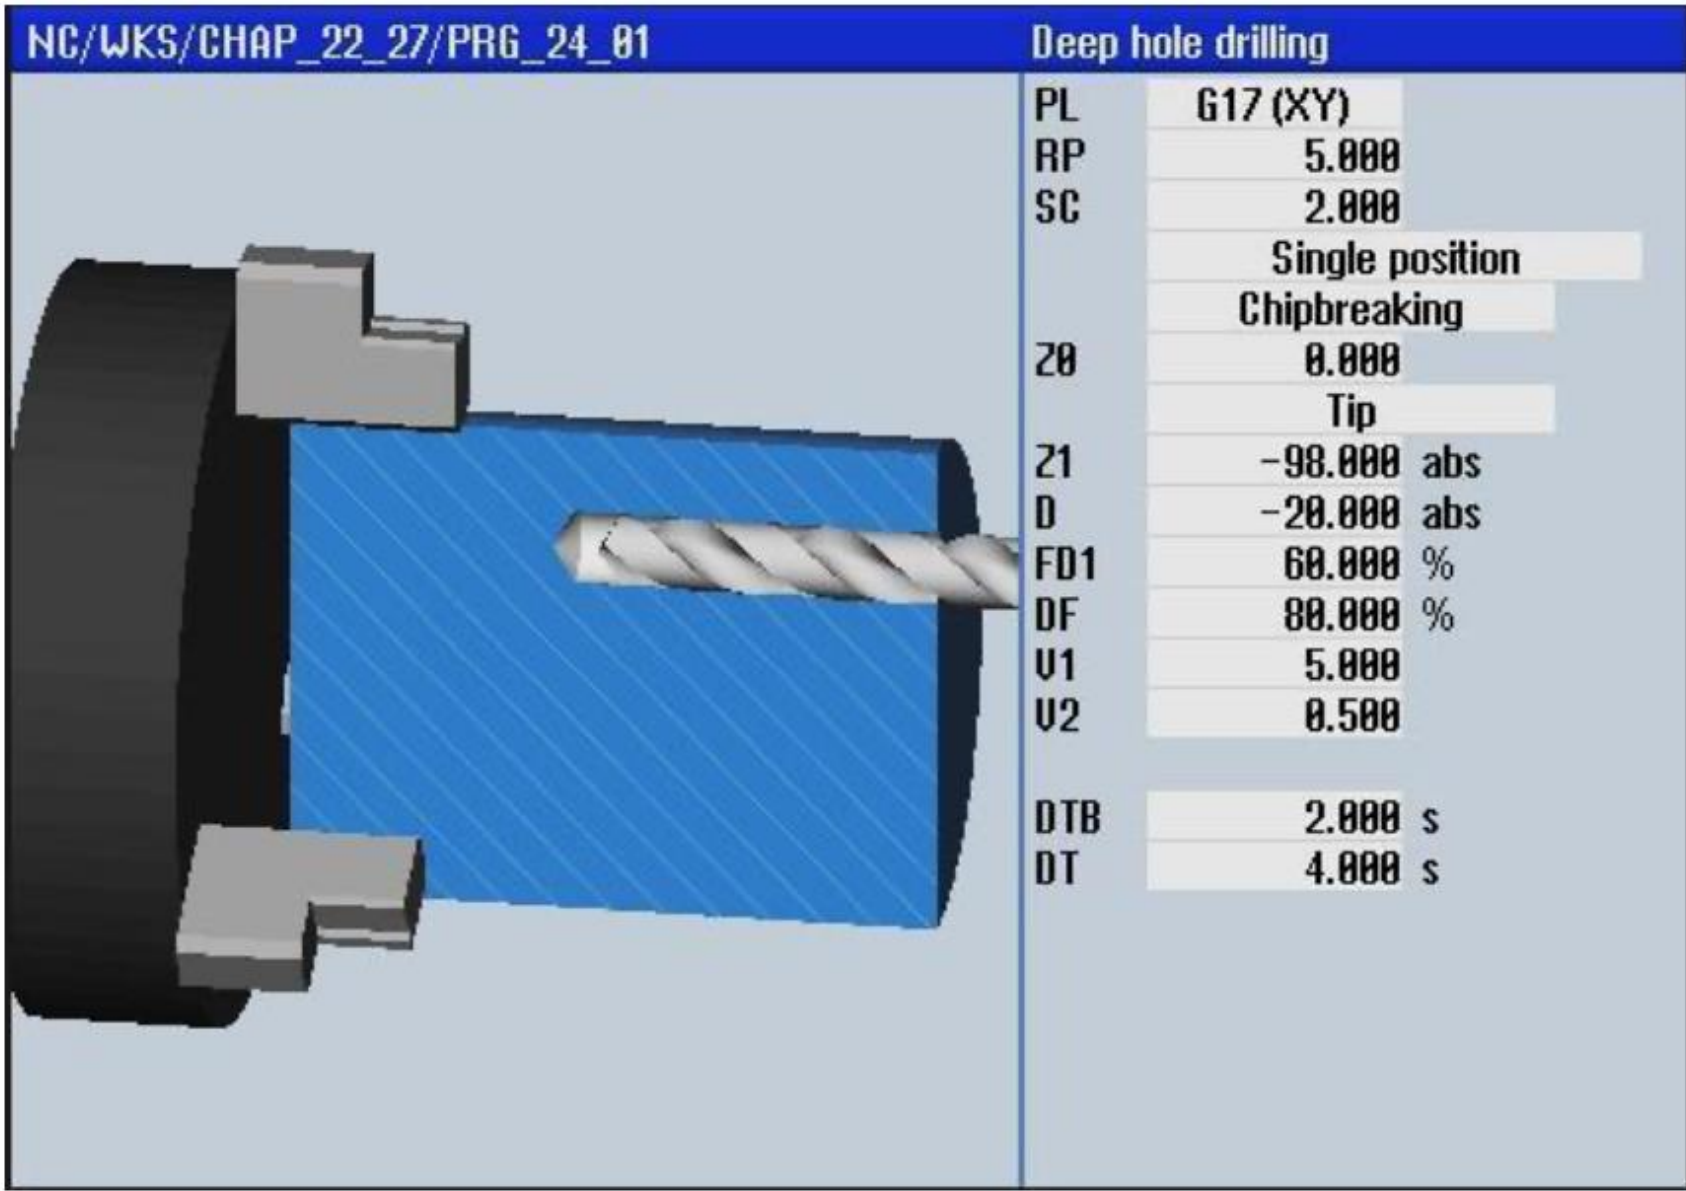 NC/WKS/CHAP_22_27/PRG_24_01
Deep hole drilling
PL G17 (XY)
RP 5.000
SC 2.000
Single position
Chipbreaking
Z0 0.000
Tip
Z1 -98.000 abs
D -20.000 abs
FD1 60.000 %
DF 80.000 %
V1 5.000
V2 0.500
DTB 2.000 s
DT 4.000 s